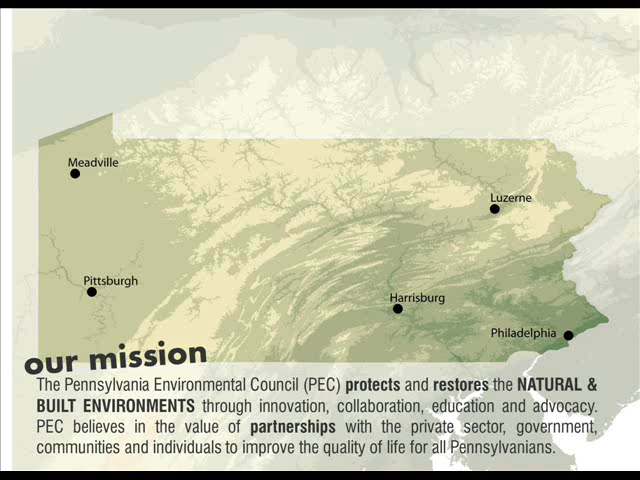 Meadville
Luzerne
Pittsburgh
Harrisburg
Philadelphia
our mission
The Pennsylvania Environmental Council (PEC) protects and restores the NATURAL &
BUILT ENVIRONMENTS through innovation, collaboration, education and advocacy.
PEC believes in the value of partnerships with the private sector, government,
communities and individuals to improve the quality of life for all Pennsylvanians.